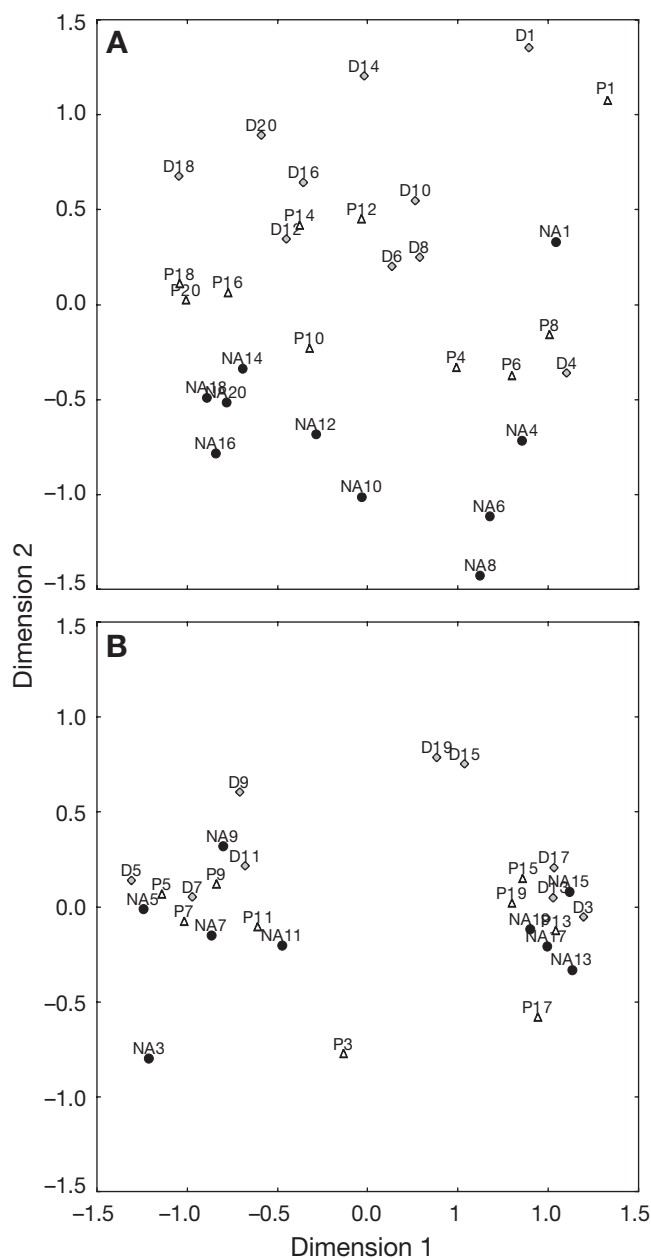 1.5
A
D1
D14
P1
1.0
D20
D18
D16
D10
0.5
P14
P12
D12
NA1
D8
D6
P18
P20
P16
0.0
P10
P8
P4
P6
D4
NA14
NA18
NA20
−0.5
NA12
NA4
NA16
NA10
−1.0
NA6
NA8
−1.5
Dimension 2
1.5
B
1.0
D19
D15
D9
0.5
NA9
D11
D17
D5
P5
D7
P9
P15
NA15
D13
P19
D3
0.0
NA5
P7
NA7
P11
NA11
NA19
P13
NA17
NA13
−0.5
P17
NA3
P3
−1.0
−1.5
−1.5 −1.0 −0.5 0.0 1 1.0 1.5
Dimension 1